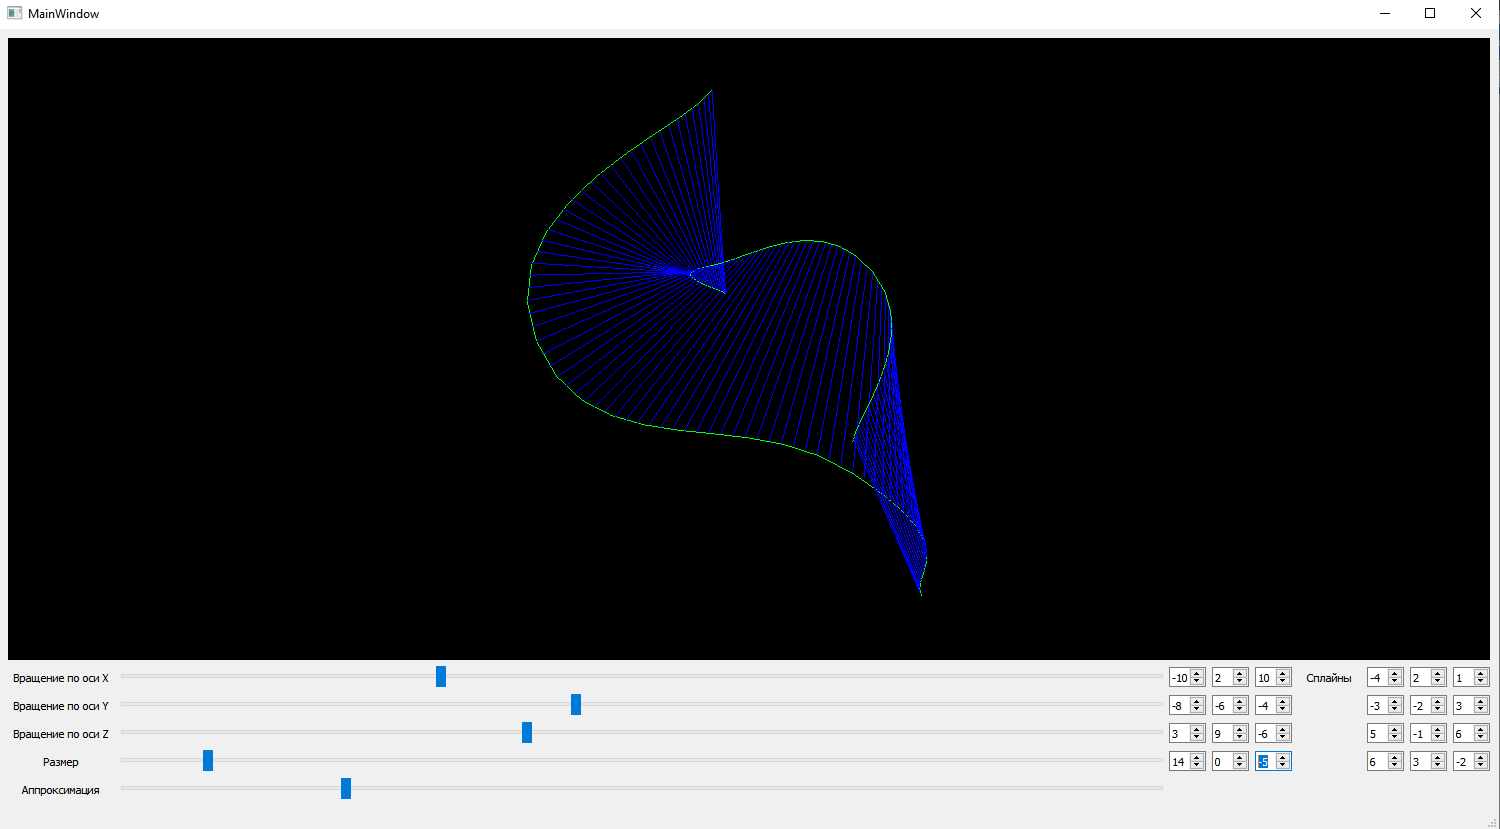 MainWindow
Вращение по оси X -10 2 10 Сплайны -4 2 1
Вращение по оси Y -8 -6 -4 -3 -2 3
Вращение по оси Z 3 9 -6 5 -1 6
Размер 14 0 -5 6 3 -2
Аппроксимация